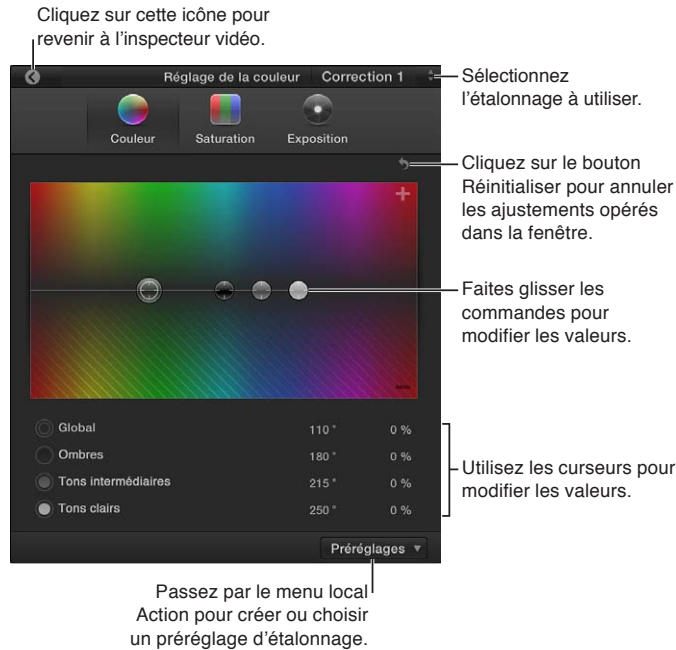 Cliquez sur cette icône pour
revenir à l’inspecteur vidéo.
Réglage de la couleur Correction 1
Sélectionnez
l’étalonnage à utiliser.
Couleur Saturation Exposition
Cliquez sur le bouton
Réinitialiser pour annuler
les ajustements opérés
dans la fenêtre.
Faites glisser les
commandes pour
modifier les valeurs.
Global 110 ° 0 %
Ombres 180 ° 0 %
Tons intermédiaires 215 ° 0 %
Tons clairs 250 ° 0 %
Utilisez les curseurs pour
modifier les valeurs.
Préréglages
Passez par le menu local
Action pour créer ou choisir
un préréglage d’étalonnage.